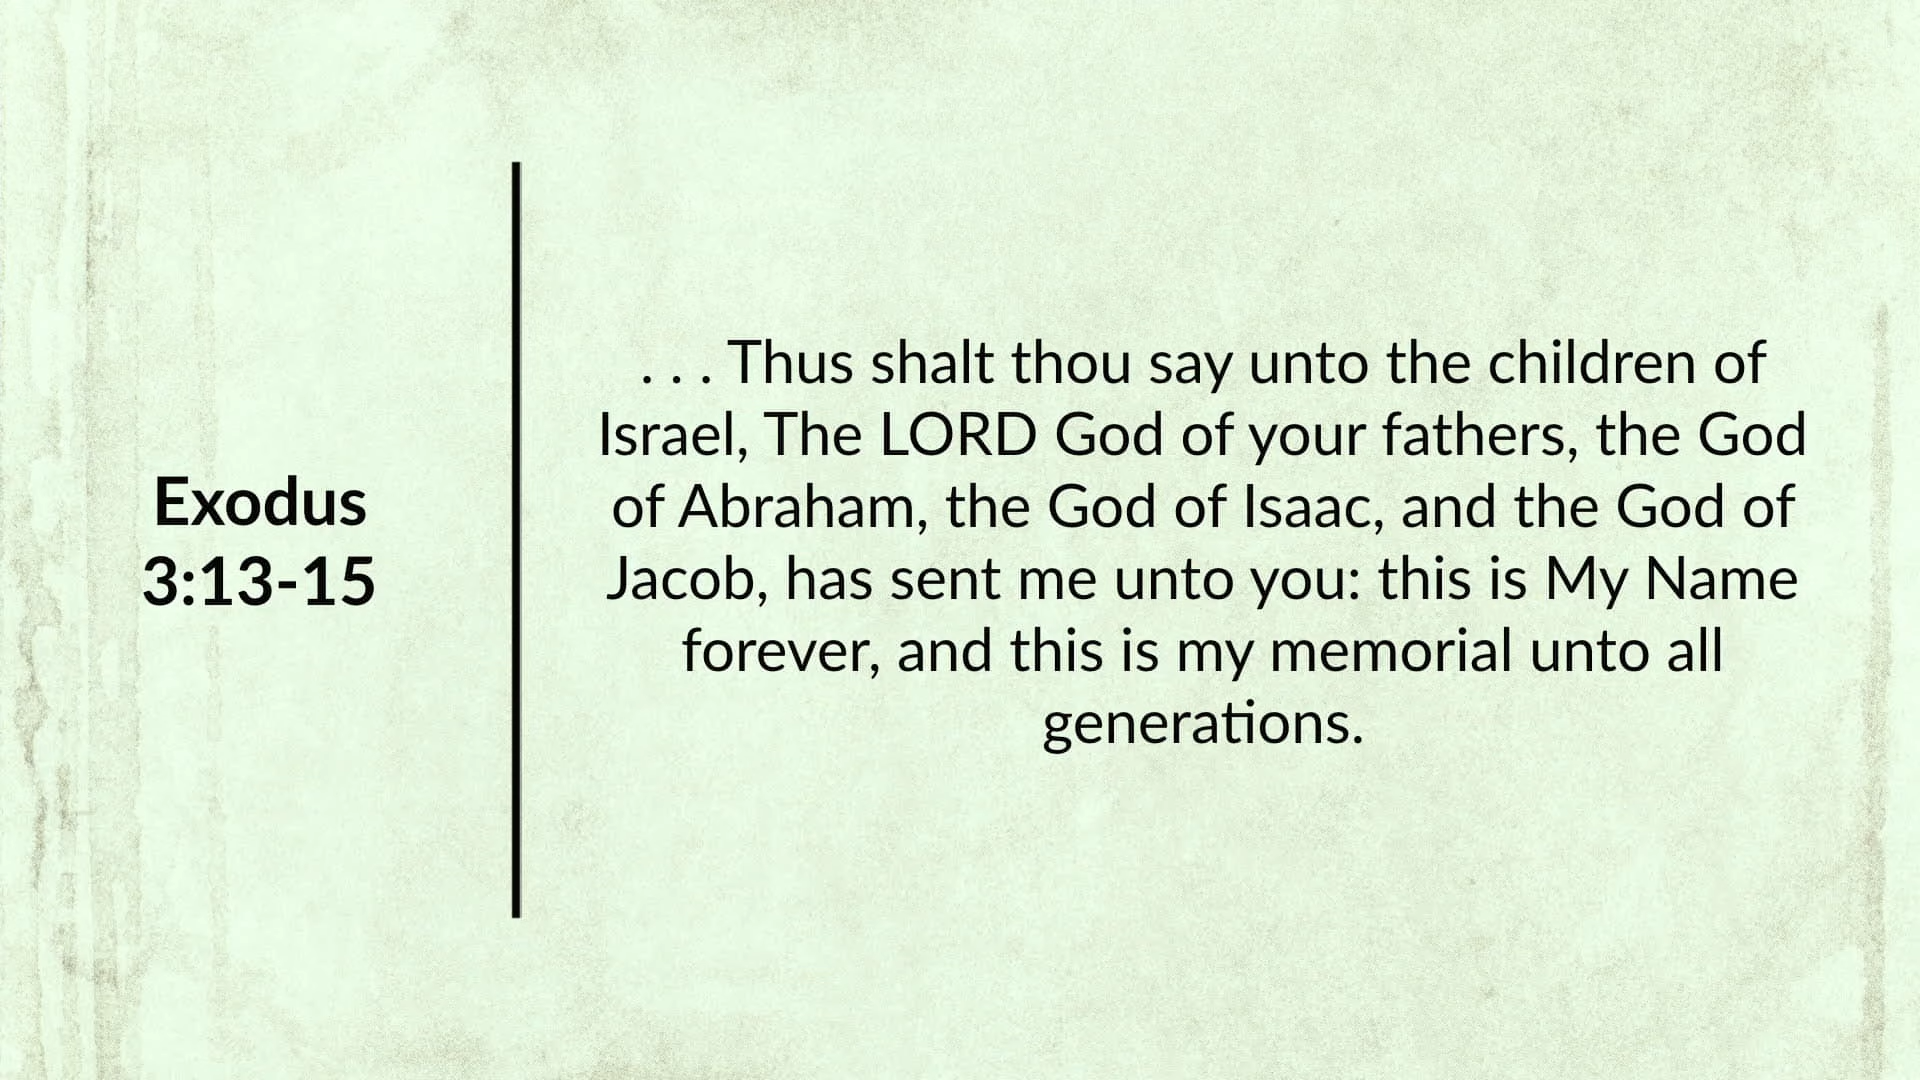 Exodus
3:13-15
. . . Thus shalt thou say unto the children of
Israel, The LORD God of your fathers, the God
of Abraham, the God of Isaac, and the God of
Jacob, has sent me unto you: this is My Name
forever, and this is my memorial unto all
generations.